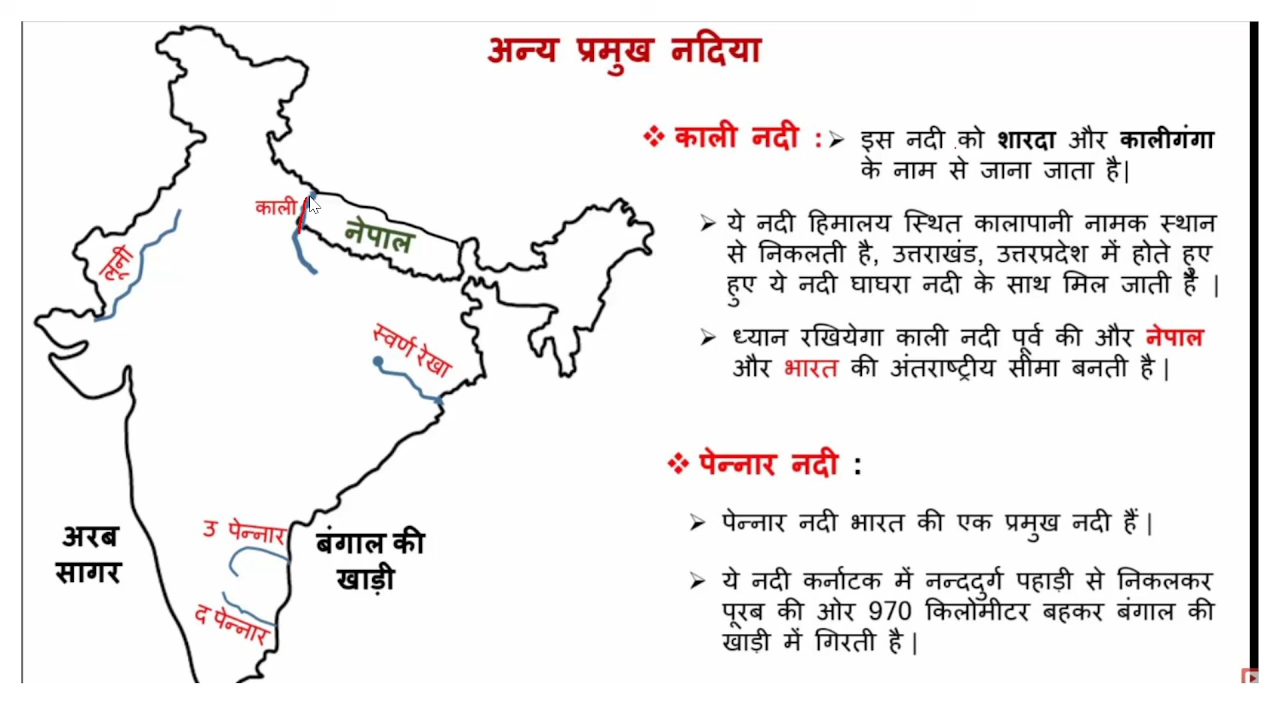 अन्य प्रमुख नदिया
❖ काली नदी : ➢ इस नदी को शारदा और कालीगंगा
के नाम से जाना जाता है|
➢ ये नदी हिमालय स्थित कालापानी नामक स्थान
से निकलती है, उत्तराखंड, उत्तरप्रदेश में होते हुए
हुए ये नदी घाघरा नदी के साथ मिल जाती है |
➢ ध्यान रखियेगा काली नदी पूर्व की और नेपाल
और भारत की अंतराष्ट्रीय सीमा बनती है |
❖ पेन्नार नदी :
➢ पेन्नार नदी भारत की एक प्रमुख नदी हैं|
➢ ये नदी कर्नाटक में नन्ददुर्ग पहाड़ी से निकलकर
पूरब की ओर 970 किलोमीटर बहकर बंगाल की
खाड़ी में गिरती है |
काली
नेपाल
लूनी
स्वर्ण रेखा
उ पेन्नार
द पेन्नार
अरब
सागर
बंगाल की
खाड़ी